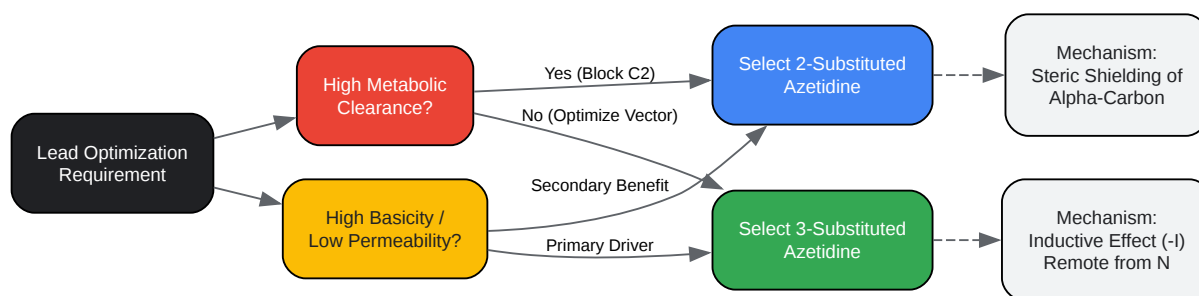 Lead Optimization
Requirement
High Metabolic
Clearance?
High Basicity /
Low Permeability?
Yes (Block C2)
No (Optimize Vector)
Secondary Benefit
Primary Driver
Select 2-Substituted
Azetidine
Select 3-Substituted
Azetidine
Mechanism:
Steric Shielding of
Alpha-Carbon
Mechanism:
Inductive Effect (-I)
Remote from N